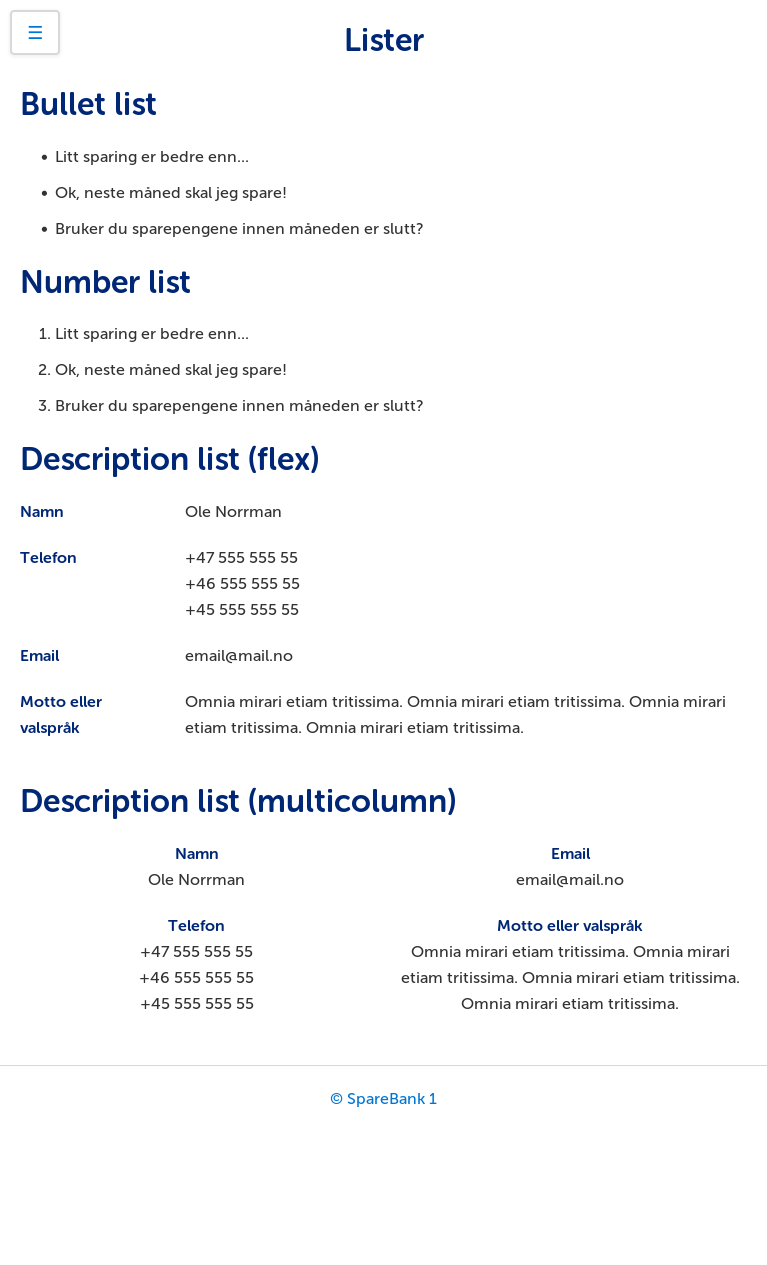 ☰
Lister
Bullet list
• Litt sparing er bedre enn...
• Ok, neste måned skal jeg spare!
• Bruker du sparepengene innen måneden er slutt?
Number list
1. Litt sparing er bedre enn...
2. Ok, neste måned skal jeg spare!
3. Bruker du sparepengene innen måneden er slutt?
Description list (flex)
Namn Ole Norrman
Telefon +47 555 555 55
+46 555 555 55
+45 555 555 55
Email email@mail.no
Motto eller valspråk Omnia mirari etiam tritissima. Omnia mirari etiam tritissima. Omnia mirari
etiam tritissima. Omnia mirari etiam tritissima.
Description list (multicolumn)
Namn
Ole Norrman
Telefon
+47 555 555 55
+46 555 555 55
+45 555 555 55
Email
email@mail.no
Motto eller valspråk
Omnia mirari etiam tritissima. Omnia mirari
etiam tritissima. Omnia mirari etiam tritissima.
Omnia mirari etiam tritissima.
© SpareBank 1